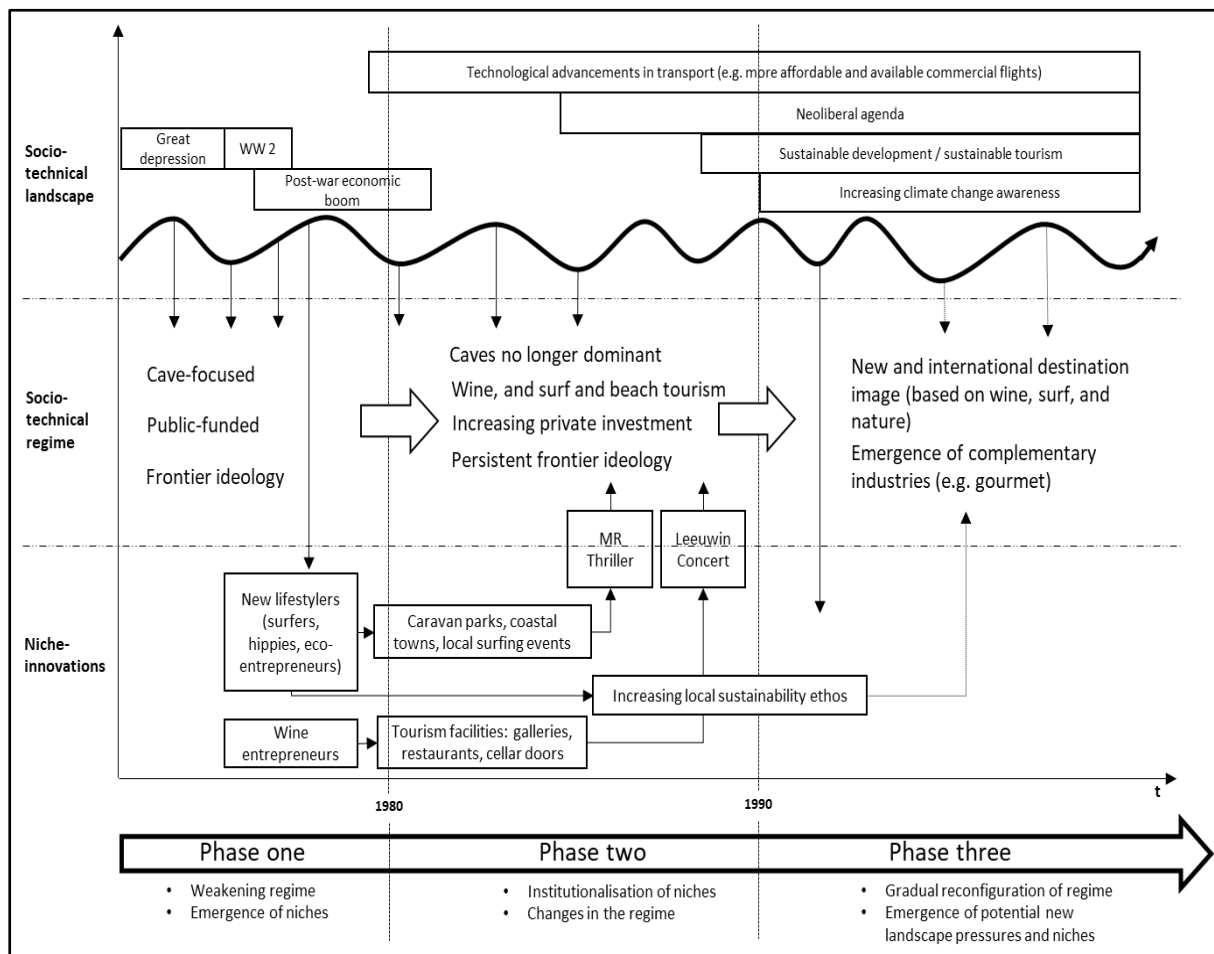 Technological advancements in transport (e.g. more affordable and available commercial flights)
Neoliberal agenda
Great
depression
WW 2
Sustainable development / sustainable tourism
Socio-
technical
landscape
Post-war economic
boom
Increasing climate change awareness
Socio-
technical
regime
Cave-focused
Public-funded
Frontier ideology
Caves no longer dominant
Wine, and surf and beach tourism
Increasing private investment
Persistent frontier ideology
New and international destination
image (based on wine, surf, and
nature)
Emergence of complementary
industries (e.g. gourmet)
MR
Thriller
Leeuwin
Concert
Niche-
innovations
New lifestylers
(surfers,
hippies, eco-
entrepreneurs)
Caravan parks, coastal
towns, local surfing events
Increasing local sustainability ethos
Wine
entrepreneurs
Tourism facilities: galleries,
restaurants, cellar doors
t
1980
1990
Phase one
Phase two
Phase three
• Weakening regime
• Emergence of niches
• Institutionalisation of niches
• Changes in the regime
• Gradual reconfiguration of regime
• Emergence of potential new
landscape pressures and niches